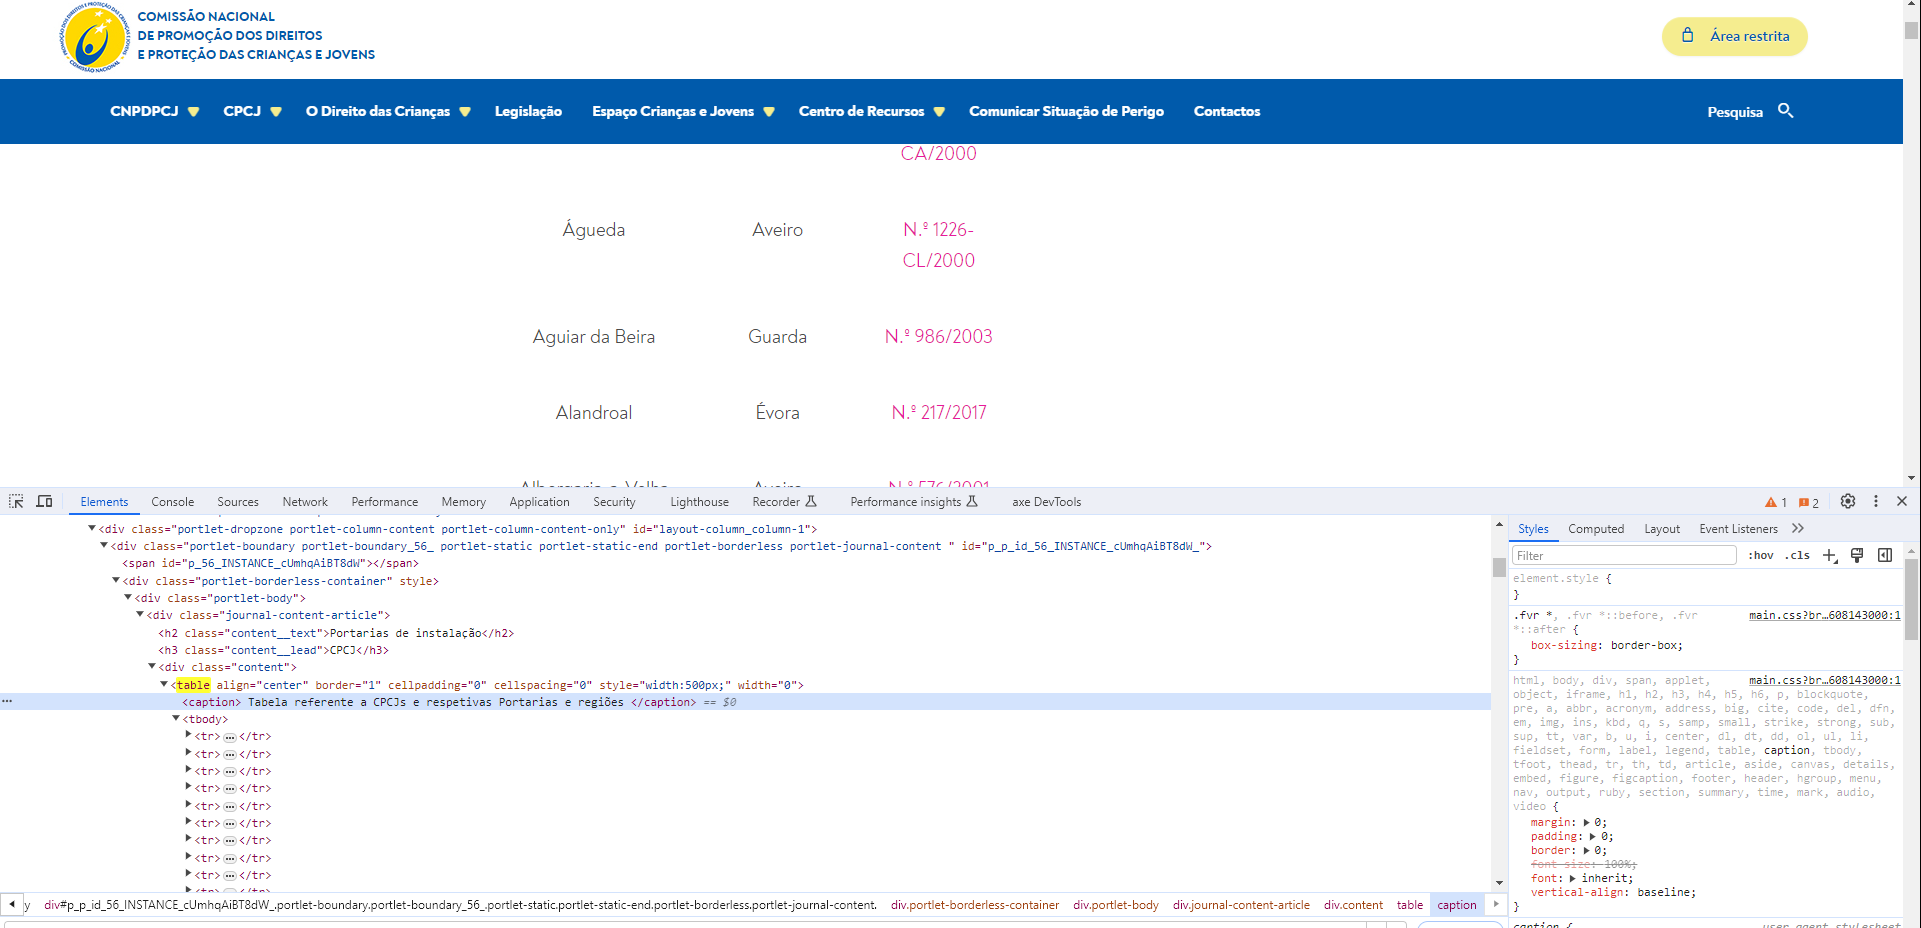 COMISSÃO NACIONAL
DE PROMOÇÃO DOS DIREITOS
E PROTEÇÃO DAS CRIANÇAS E JOVENS
Área restrita
CNPDPCJ CPCJ O Direito das Crianças Legislação Espaço Crianças e Jovens Centro de Recursos Comunicar Situação de Perigo Contactos Pesquisa
CA/2000
Águeda Aveiro N.º 1226-
CL/2000
Aguiar da Beira Guarda N.º 986/2003
Alandroal Évora N.º 217/2017
Albergaria-a-Velha Aveiro N.º 576/2001
Elements Console Sources Network Performance Memory Application Security Lighthouse Recorder Performance insights axe DevTools 1 2
<div class="portlet-dropzone portlet-column-content portlet-column-content-only" id="layout-column_column-1">
<div class="portlet-boundary portlet-boundary_56_ portlet-static portlet-static-end portlet-borderless portlet-journal-content " id="p_p_id_56_INSTANCE_cUmhqAiBT8dW_">
<span id="p_56_INSTANCE_cUmhqAiBT8dW"></span>
<div class="portlet-borderless-container" style>
<div class="portlet-body">
<div class="journal-content-article">
<h2 class="content__text">Portarias de instalação</h2>
<h3 class="content__lead">CPCJ</h3>
<div class="content">
<table align="center" border="1" cellpadding="0" cellspacing="0" style="width:500px;" width="0">
<caption> Tabela referente a CPCJs e respetivas Portarias e regiões </caption> == $0
<tbody>
<tr>…</tr>
<tr>…</tr>
<tr>…</tr>
<tr>…</tr>
<tr>…</tr>
<tr>…</tr>
<tr>…</tr>
<tr>…</tr>
<tr>…</tr>
<tr>…</tr>
y div#p_p_id_56_INSTANCE_cUmhqAiBT8dW_.portlet-boundary.portlet-boundary_56_.portlet-static.portlet-static-end.portlet-borderless.portlet-journal-content. div.portlet-borderless-container div.portlet-body div.journal-content-article div.content table caption
Styles Computed Layout Event Listeners
Filter :hov .cls
element.style {
}
.fvr *, .fvr *::before, .fvr main.css?br…608143000:1
*::after {
box-sizing: border-box;
}
html, body, div, span, applet, main.css?br…608143000:1
object, iframe, h1, h2, h3, h4, h5, h6, p, blockquote,
pre, a, abbr, acronym, address, big, cite, code, del, dfn,
em, img, ins, kbd, q, s, samp, small, strike, strong, sub,
sup, tt, var, b, u, i, center, dl, dt, dd, ol, ul, li,
fieldset, form, label, legend, table, caption, tbody,
tfoot, thead, tr, th, td, article, aside, canvas, details,
embed, figure, figcaption, footer, header, hgroup, menu,
nav, output, ruby, section, summary, time, mark, audio,
video {
margin: 0;
padding: 0;
border: 0;
font-size: 100%;
font: inherit;
vertical-align: baseline;
}
caption { user agent stylesheet